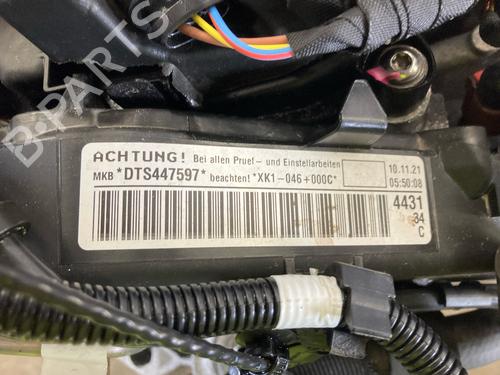 B-PARTS
ACHTUNG! Bei allen Pruef- und Einstellarbeiten
MKB *DTS447597* beachten! *XK1-046+000C*
10.11.21
05:50:08
4431
34
C